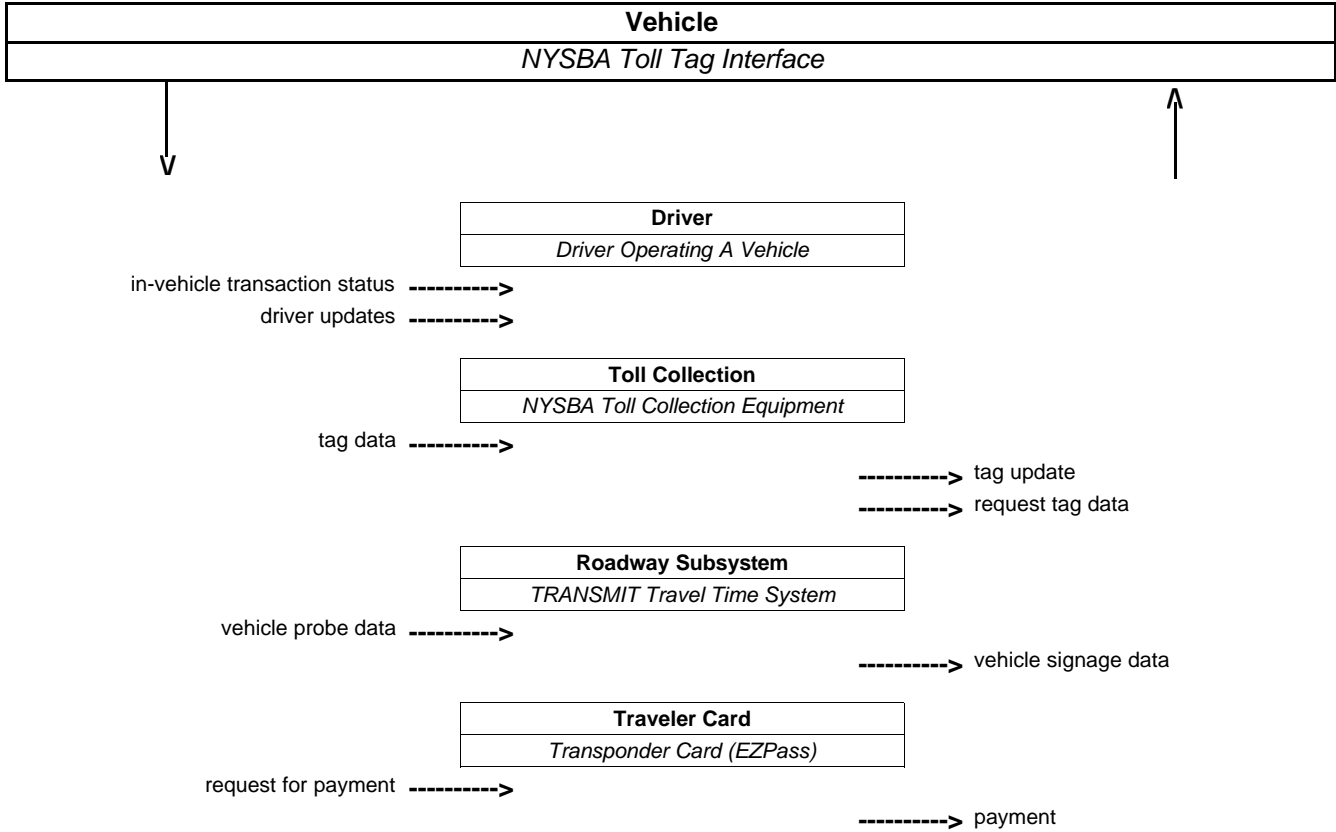 Vehicle
NYSBA Toll Tag Interface
Driver
Driver Operating A Vehicle
in-vehicle transaction status
driver updates
Toll Collection
NYSBA Toll Collection Equipment
tag data
tag update
request tag data
Roadway Subsystem
TRANSMIT Travel Time System
vehicle probe data
vehicle signage data
Traveler Card
Transponder Card (EZPass)
request for payment
payment